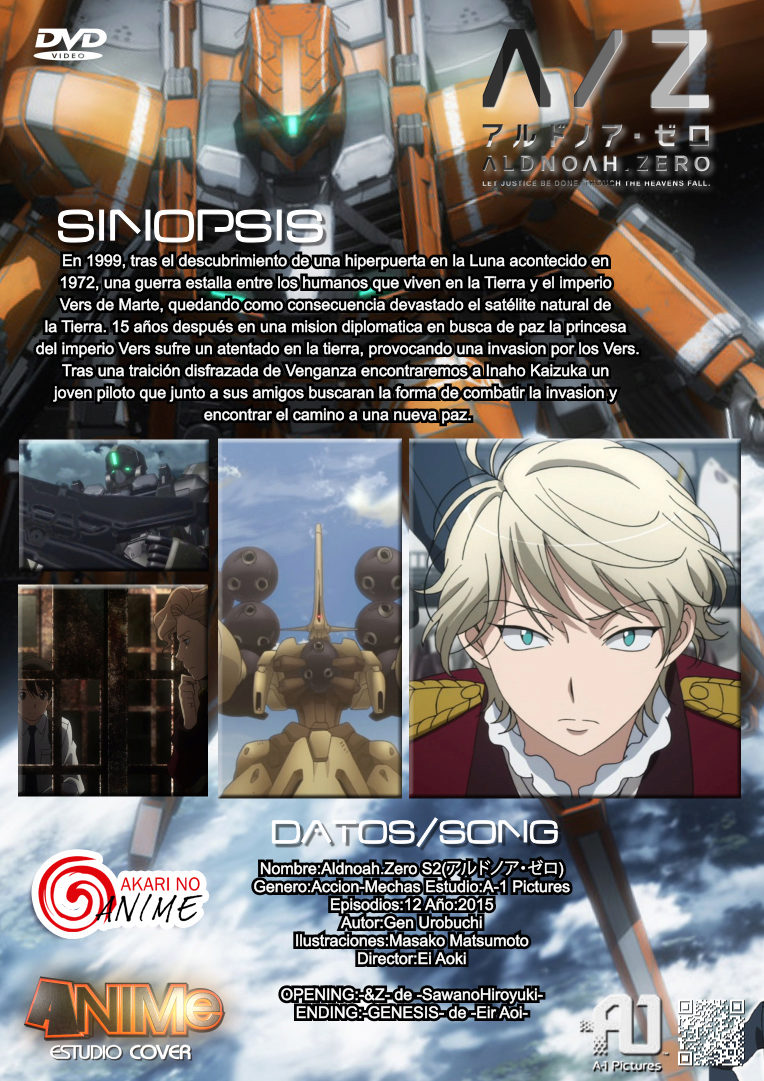 DVD
VIDEO
Λ/Z
アルドノア・ゼロ
ALDNOAH.ZERO
LET JUSTICE BE DONE, THOUGH THE HEAVENS FALL.
SINOPSIS
En 1999, tras el descubrimiento de una hiperpuerta en la Luna acontecido en
1972, una guerra estalla entre los humanos que viven en la Tierra y el imperio
Vers de Marte, quedando como consecuencia devastado el satélite natural de
la Tierra. 15 años después en una mision diplomatica en busca de paz la princesa
del imperio Vers sufre un atentado en la tierra, provocando una invasion por los Vers.
Tras una traición disfrazada de Venganza encontraremos a Inaho Kaizuka un
joven piloto que junto a sus amigos buscaran la forma de combatir la invasion y
encontrar el camino a una nueva paz.
DATOS/SONG
Nombre:Aldnoah.Zero S2(アルドノア・ゼロ)
Genero:Accion-Mechas Estudio:A-1 Pictures
Episodios:12 Año:2015
Autor:Gen Urobuchi
Ilustraciones:Masako Matsumoto
Director:Ei Aoki
OPENING:-&Z- de -SawanoHiroyuki-
ENDING:-GENESIS- de -Eir Aoi-
AKARI NO
ANIME
ANIMe
ESTUDIO COVER
A-1
A-1 Pictures